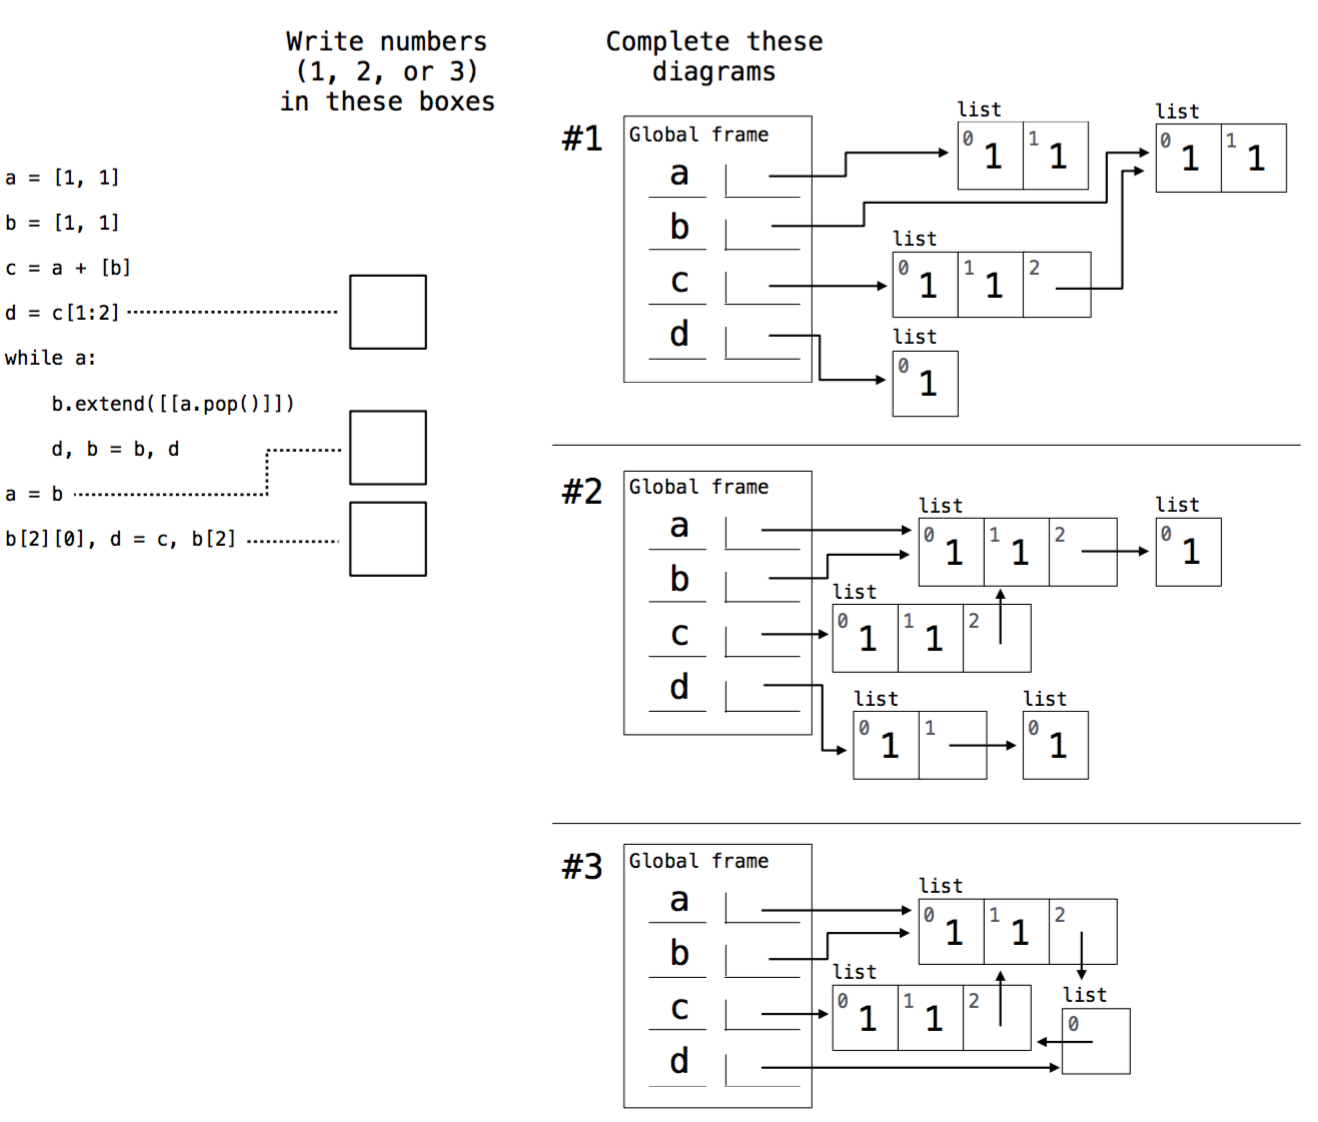 Write numbers
(1, 2, or 3)
in these boxes
a = [1, 1]
b = [1, 1]
c = a + [b]
d = c[1:2]
while a:
    b.extend([[a.pop()]])
    d, b = b, d
a = b
b[2][0], d = c, b[2]
Complete these
diagrams
#1
Global frame
a
b
c
d
list
0 1 1 1
list
0 1 1 1
list
0 1 1 1 2
list
0 1
#2
Global frame
a
b
c
d
list
0 1 1 1 2
list
0 1
list
0 1 1 1 2
list
0 1 1
list
0 1
#3
Global frame
a
b
c
d
list
0 1 1 1 2
list
0 1 1 1 2
list
0